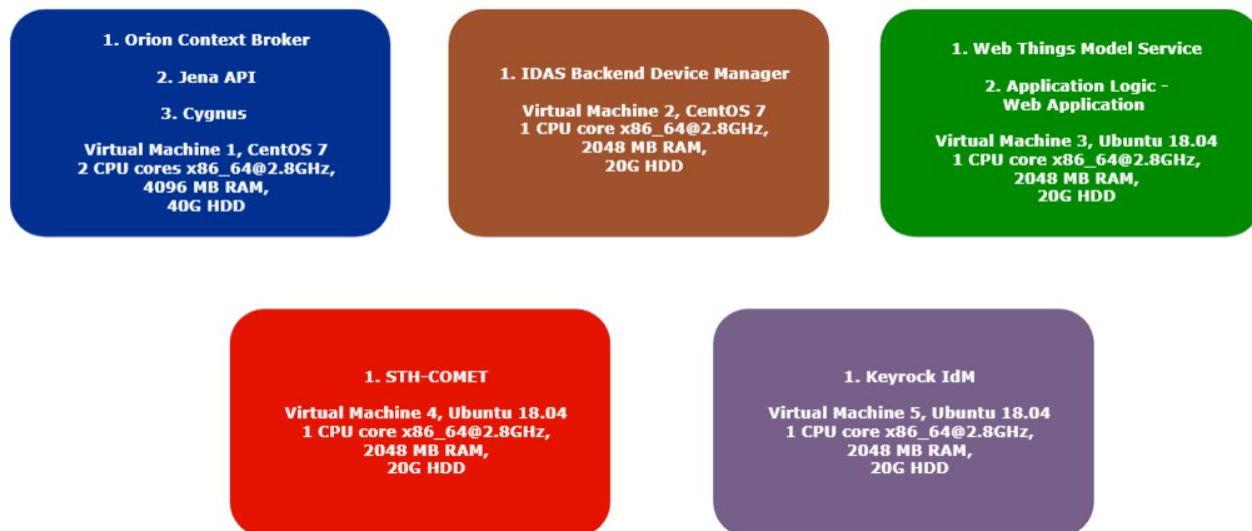 1. Orion Context Broker
2. Jena API
3. Cygnus
Virtual Machine 1, CentOS 7
2 CPU cores x86_64@2.8GHz,
4096 MB RAM,
40G HDD
1. IDAS Backend Device Manager
Virtual Machine 2, CentOS 7
1 CPU core x86_64@2.8GHz,
2048 MB RAM,
20G HDD
1. Web Things Model Service
2. Application Logic -
Web Application
Virtual Machine 3, Ubuntu 18.04
1 CPU core x86_64@2.8GHz,
2048 MB RAM,
20G HDD
1. STH-COMET
Virtual Machine 4, Ubuntu 18.04
1 CPU core x86_64@2.8GHz,
2048 MB RAM,
20G HDD
1. Keyrock IdM
Virtual Machine 5, Ubuntu 18.04
1 CPU core x86_64@2.8GHz,
2048 MB RAM,
20G HDD